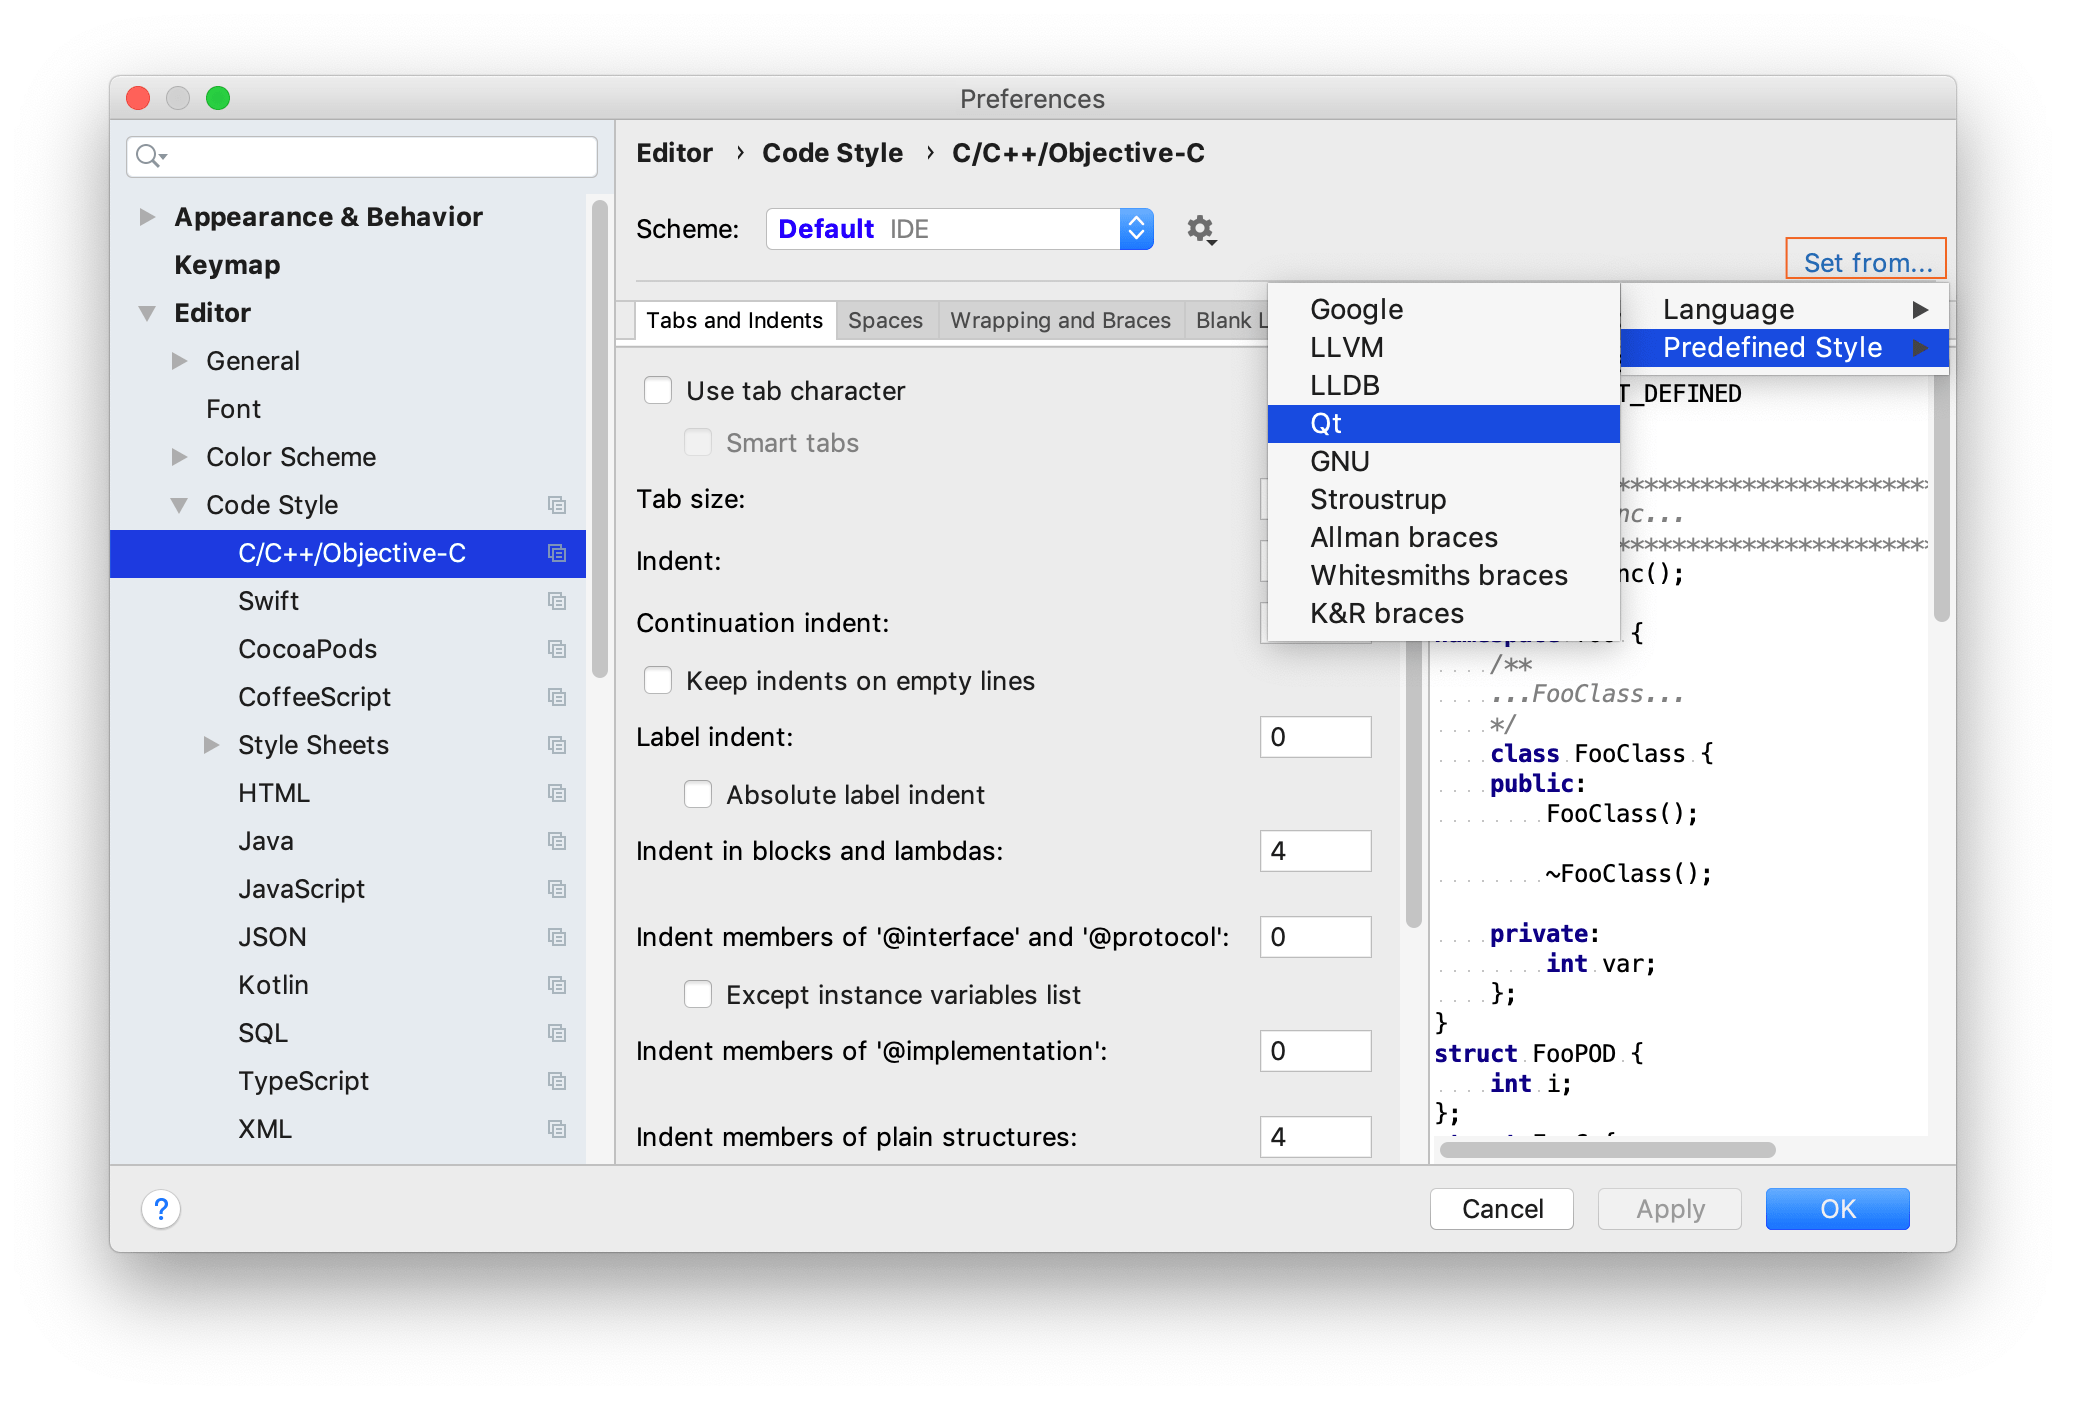 Preferences
Appearance & Behavior
Keymap
Editor
General
Font
Color Scheme
Code Style
C/C++/Objective-C
Swift
CocoaPods
CoffeeScript
Style Sheets
HTML
Java
JavaScript
JSON
Kotlin
SQL
TypeScript
XML
Editor › Code Style › C/C++/Objective-C
Scheme: Default IDE
Set from...
Tabs and Indents Spaces Wrapping and Braces Blank L
Language
Predefined Style
Google
LLVM
LLDB
Qt
GNU
Stroustrup
Allman braces
Whitesmiths braces
K&R braces
Use tab character
Smart tabs
Tab size:
Indent:
Continuation indent:
Keep indents on empty lines
Label indent: 0
Absolute label indent
Indent in blocks and lambdas: 4
Indent members of '@interface' and '@protocol': 0
Except instance variables list
Indent members of '@implementation': 0
Indent members of plain structures: 4
T_DEFINED
**********************
nc...
**********************
nc();
{
/**
...FooClass...
*/
class FooClass {
public:
FooClass();
~FooClass();
private:
int var;
};
}
struct FooPOD {
int i;
};
? Cancel Apply OK